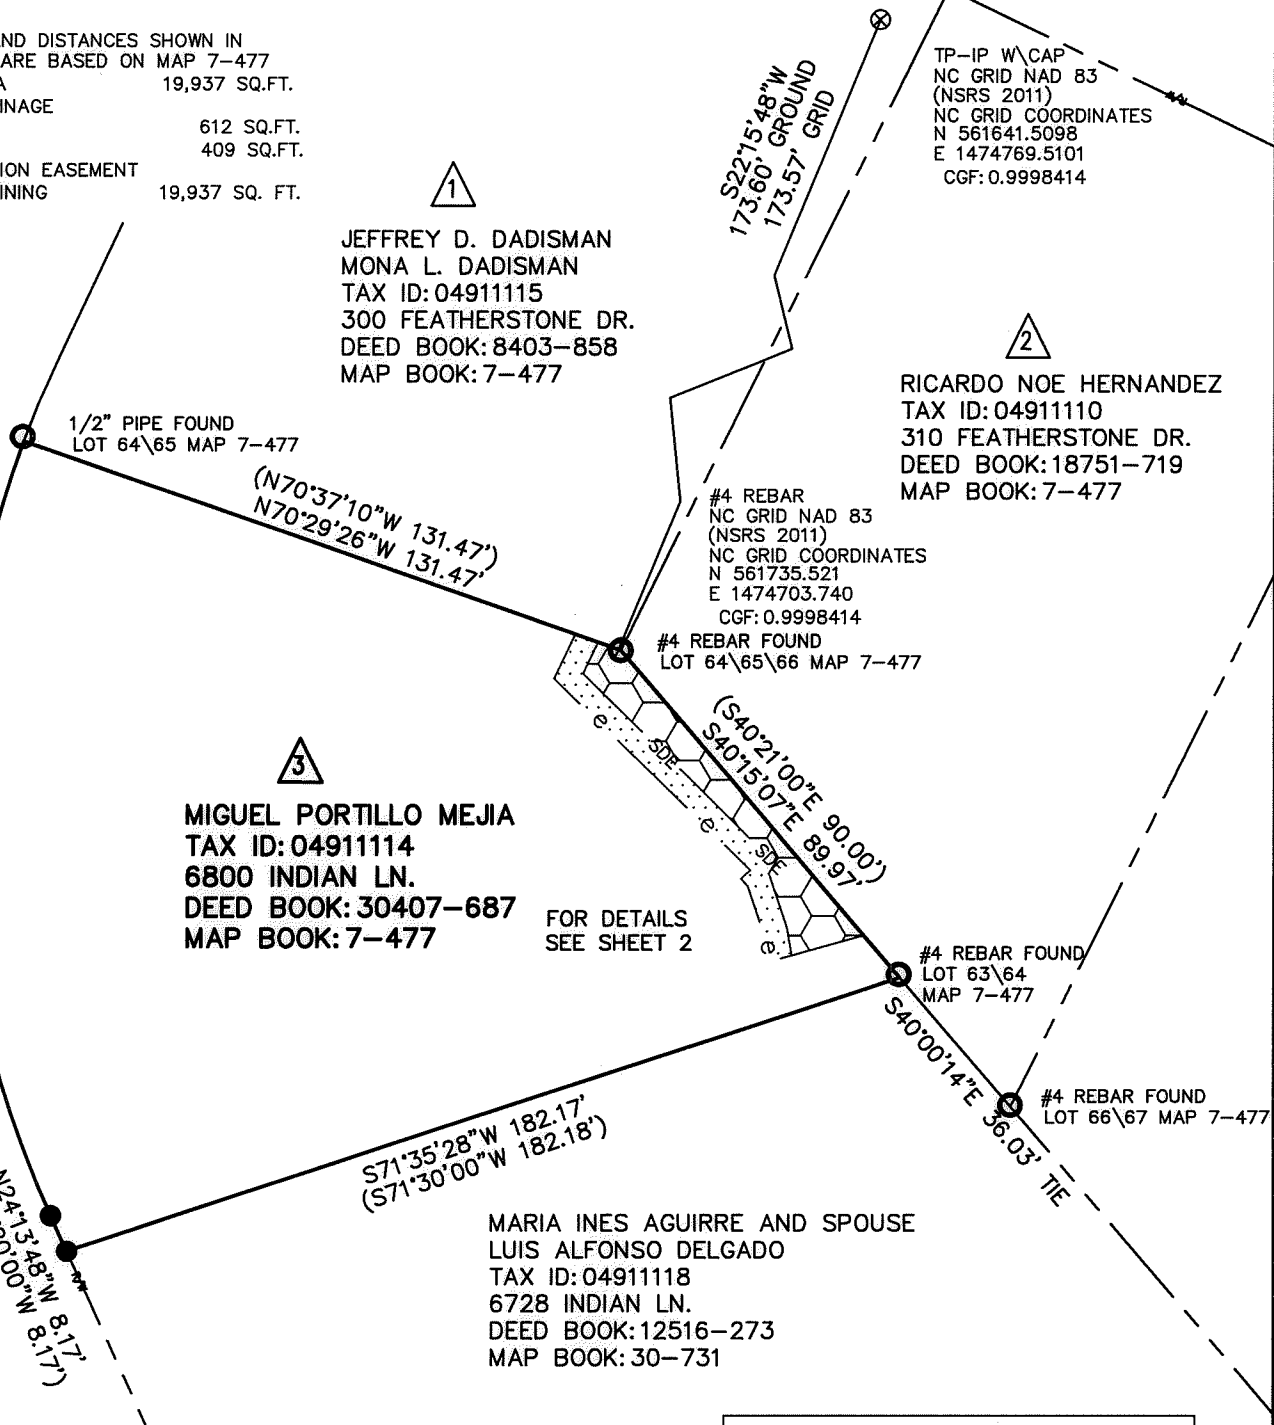 ND DISTANCES SHOWN IN
ARE BASED ON MAP 7-477
A 19,937 SQ.FT.
INAGE
612 SQ.FT.
409 SQ.FT.
ION EASEMENT
INING 19,937 SQ. FT.
1
JEFFREY D. DADISMAN
MONA L. DADISMAN
TAX ID: 04911115
300 FEATHERSTONE DR.
DEED BOOK: 8403-858
MAP BOOK: 7-477
S22°15'48"W
173.60' GROUND
173.57' GRID
TP-IP W\CAP
NC GRID NAD 83
(NSRS 2011)
NC GRID COORDINATES
N 561641.5098
E 1474769.5101
CGF: 0.9998414
2
RICARDO NOE HERNANDEZ
TAX ID: 04911110
310 FEATHERSTONE DR.
DEED BOOK: 18751-719
MAP BOOK: 7-477
1/2" PIPE FOUND
LOT 64\65 MAP 7-477
(N70°37'10"W 131.47')
N70°29'26"W 131.47'
#4 REBAR
NC GRID NAD 83
(NSRS 2011)
NC GRID COORDINATES
N 561735.521
E 1474703.740
CGF: 0.9998414
#4 REBAR FOUND
LOT 64\65\66 MAP 7-477
(S40°21'00"E 90.00')
S40°15'07"E 89.97'
e
SDE
e
SDE
e
3
MIGUEL PORTILLO MEJIA
TAX ID: 04911114
6800 INDIAN LN.
DEED BOOK: 30407-687
MAP BOOK: 7-477
FOR DETAILS
SEE SHEET 2
#4 REBAR FOUND
LOT 63\64
MAP 7-477
S40°00'14"E 36.03' TIE
#4 REBAR FOUND
LOT 66\67 MAP 7-477
S71°35'28"W 182.17'
(S71°30'00"W 182.18')
N24°13'48"W 8.17'
00"W 8.17')
MARIA INES AGUIRRE AND SPOUSE
LUIS ALFONSO DELGADO
TAX ID: 04911118
6728 INDIAN LN.
DEED BOOK: 12516-273
MAP BOOK: 30-731